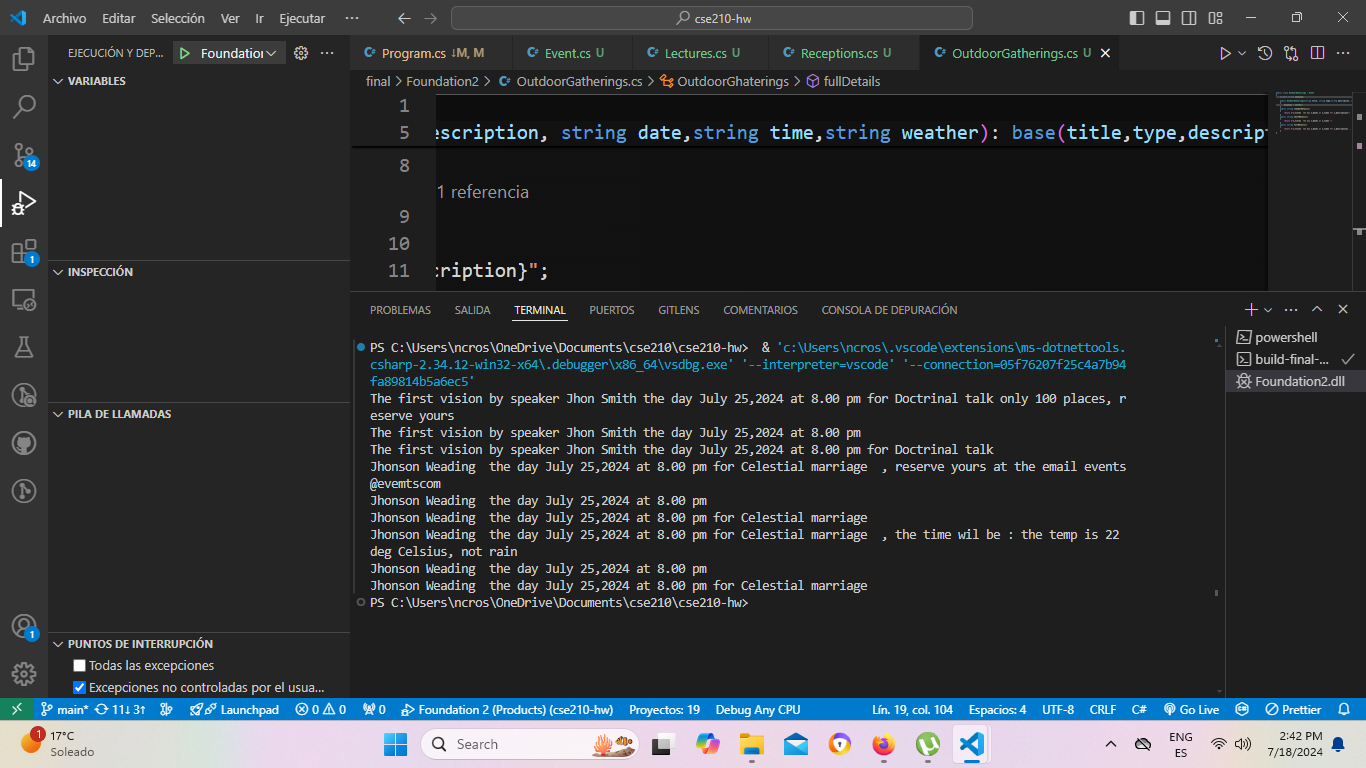 Archivo Editar Selección Ver Ir Ejecutar ··· cse210-hw
EJECUCIÓN Y DEP... Foundation ···
Program.cs ↓M, M Event.cs U Lectures.cs U Receptions.cs U OutdoorGatherings.cs U
final > Foundation2 > OutdoorGatherings.cs > OutdoorGhaterings > fullDetails
VARIABLES
1
5 escription, string date,string time,string weather): base(title,type,descript
8
1 referencia
9
10
11 cription}";
INSPECCIÓN
PROBLEMAS SALIDA TERMINAL PUERTOS GITLENS COMENTARIOS CONSOLA DE DEPURACIÓN
powershell
build-final-...
Foundation2.dll
PS C:\Users\ncros\OneDrive\Documents\cse210\cse210-hw> & 'c:\Users\ncros\.vscode\extensions\ms-dotnettools.
csharp-2.34.12-win32-x64\.debugger\x86_64\vsdbg.exe' '--interpreter=vscode' '--connection=05f76207f25c4a7b94
fa89814b5a6ec5'
The first vision by speaker Jhon Smith the day July 25,2024 at 8.00 pm for Doctrinal talk only 100 places, r
eserve yours
The first vision by speaker Jhon Smith the day July 25,2024 at 8.00 pm
The first vision by speaker Jhon Smith the day July 25,2024 at 8.00 pm for Doctrinal talk
Jhonson Weading  the day July 25,2024 at 8.00 pm for Celestial marriage  , reserve yours at the email events
@evemtscom
Jhonson Weading  the day July 25,2024 at 8.00 pm
Jhonson Weading  the day July 25,2024 at 8.00 pm for Celestial marriage
Jhonson Weading  the day July 25,2024 at 8.00 pm for Celestial marriage  , the time wil be : the temp is 22
deg Celsius, not rain
Jhonson Weading  the day July 25,2024 at 8.00 pm
Jhonson Weading  the day July 25,2024 at 8.00 pm for Celestial marriage
PS C:\Users\ncros\OneDrive\Documents\cse210\cse210-hw>
PILA DE LLAMADAS
PUNTOS DE INTERRUPCIÓN
Todas las excepciones
Excepciones no controladas por el usua...
14
1
1
main* 11↓ 3↑ Launchpad 0 0 0 Foundation 2 (Products) (cse210-hw) Proyectos: 19 Debug Any CPU Lín. 19, col. 104 Espacios: 4 UTF-8 CRLF C# Go Live Prettier
1 17°C
Soleado
Search
ENG
ES
2:42 PM
7/18/2024